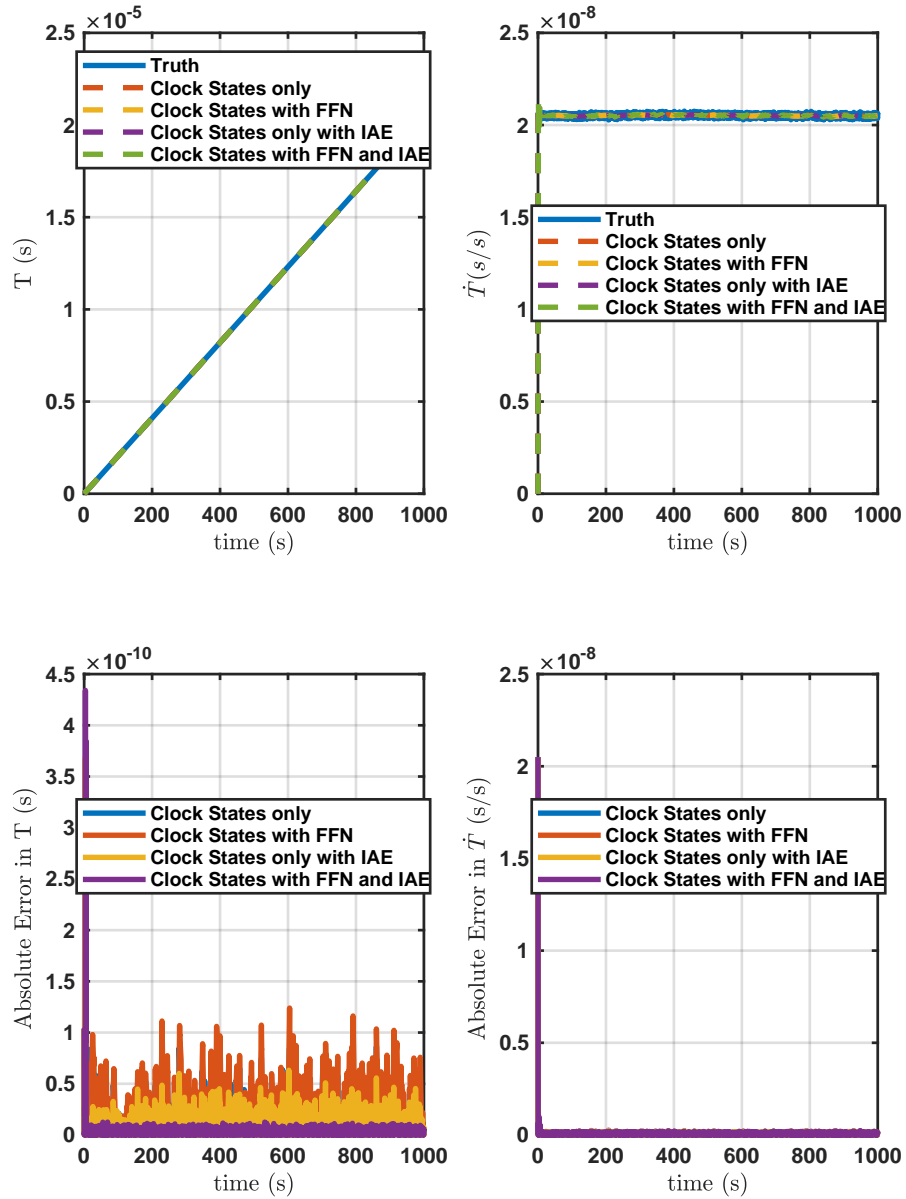 ×10⁻⁵
2.5
2
1.5
1
0.5
0
T (s)
Truth
Clock States only
Clock States with FFN
Clock States only with IAE
Clock States with FFN and IAE
0 200 400 600 800 1000
time (s)
×10⁻⁸
2.5
2
1.5
1
0.5
0
Ṫ(s/s)
Truth
Clock States only
Clock States with FFN
Clock States only with IAE
Clock States with FFN and IAE
0 200 400 600 800 1000
time (s)
×10⁻¹⁰
4.5
4
3.5
3
2.5
2
1.5
1
0.5
0
Absolute Error in T (s)
Clock States only
Clock States with FFN
Clock States only with IAE
Clock States with FFN and IAE
0 200 400 600 800 1000
time (s)
×10⁻⁸
2.5
2
1.5
1
0.5
0
Absolute Error in Ṫ (s/s)
Clock States only
Clock States with FFN
Clock States only with IAE
Clock States with FFN and IAE
0 200 400 600 800 1000
time (s)